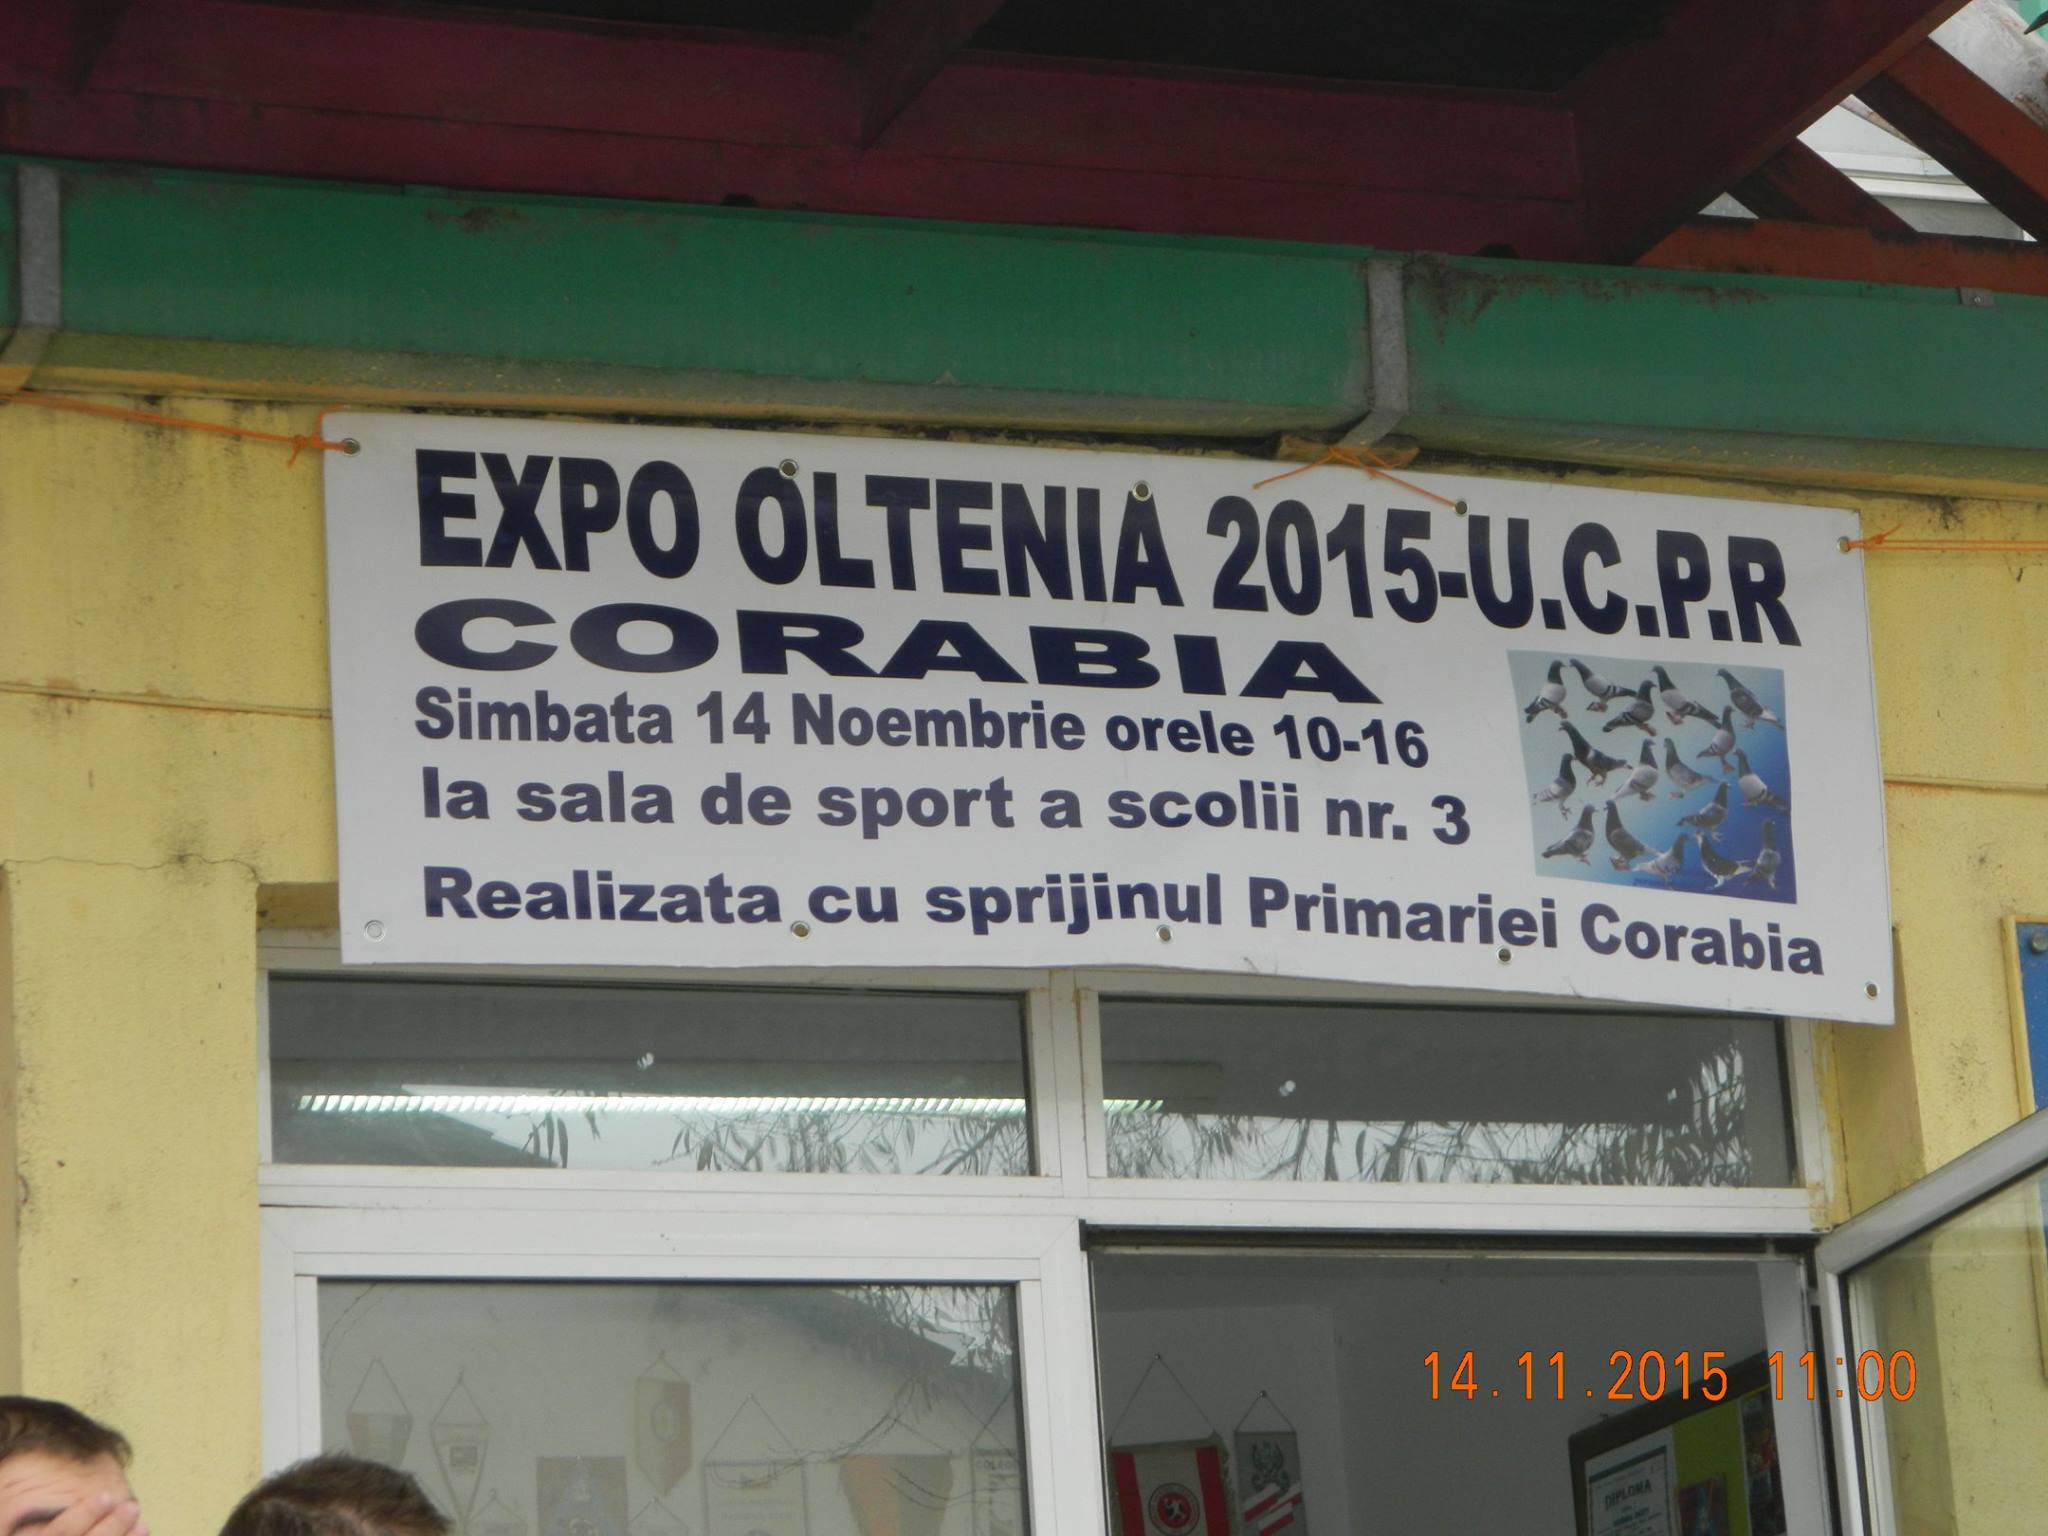 EXPO OLTENIA 2015-U.C.P.R
CORABIA
Simbata 14 Noembrie orele 10-16
la sala de sport a scolii nr. 3
Realizata cu sprijinul Primariei Corabia
14.11.2015 11:00
DIPLOMA